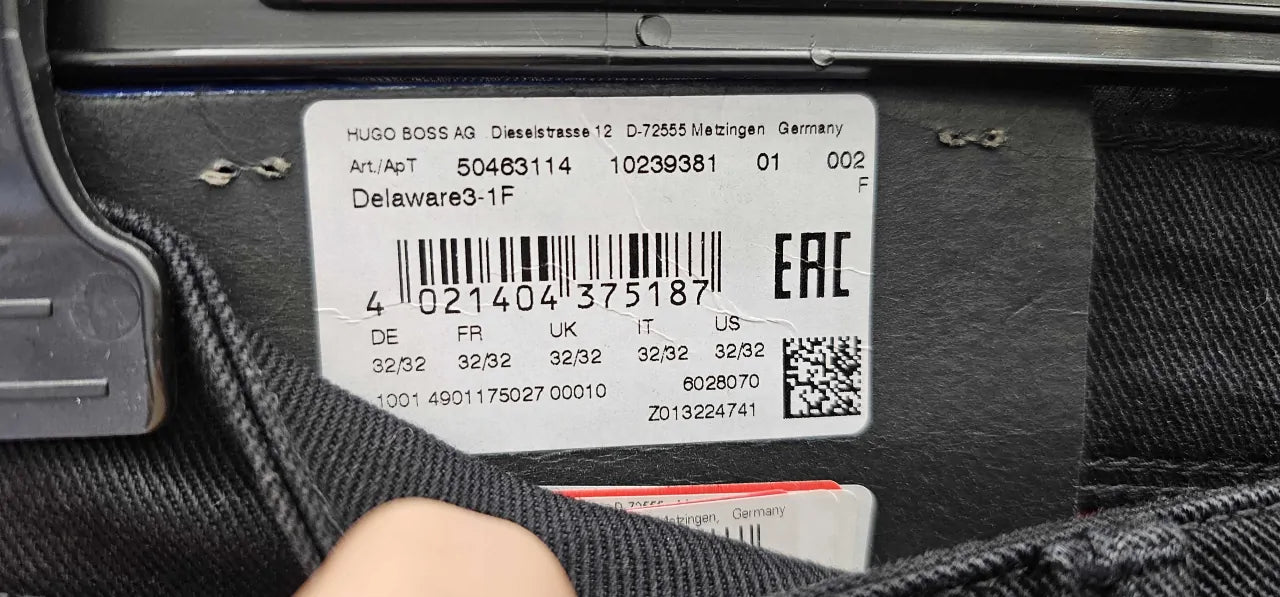 HUGO BOSS AG Dieselstrasse 12 D-72555 Metzingen Germany
Art./ApT 50463114 10239381 01 002
F
Delaware3-1F
EAC
4 021404 375187
DE FR UK IT US
32/32 32/32 32/32 32/32 32/32
1001 4901175027 00010 6028070
Z013224741
Metzingen, Germany